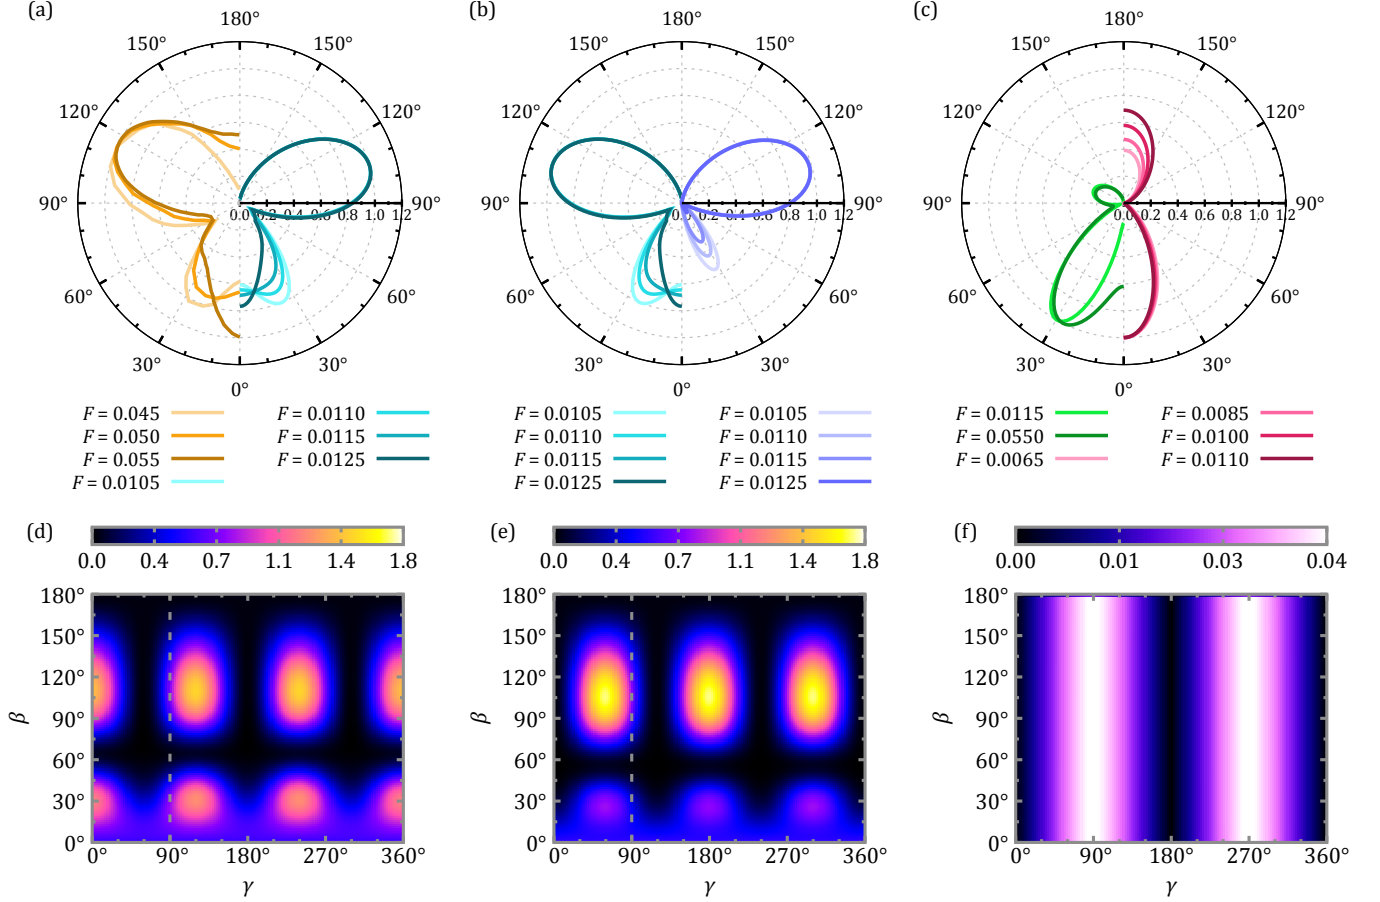 (a)
180°
150° 150°
120° 120°
90° 90°
0.0 0.2 0.4 0.6 0.8 1.0 1.2
60° 60°
30° 30°
0°
F = 0.045
F = 0.050
F = 0.055
F = 0.0105
F = 0.0110
F = 0.0115
F = 0.0125
(b)
180°
150° 150°
120° 120°
90° 90°
0.0 0.2 0.4 0.6 0.8 1.0 1.2
60° 60°
30° 30°
0°
F = 0.0105
F = 0.0110
F = 0.0115
F = 0.0125
F = 0.0105
F = 0.0110
F = 0.0115
F = 0.0125
(c)
180°
150° 150°
120° 120°
90° 90°
0.0 0.2 0.4 0.6 0.8 1.0 1.2
60° 60°
30° 30°
0°
F = 0.0115
F = 0.0550
F = 0.0065
F = 0.0085
F = 0.0100
F = 0.0110
(d)
0.0 0.4 0.7 1.1 1.4 1.8
180°
150°
120°
90°
60°
30°
0°
β
0° 90° 180° 270° 360°
γ
(e)
0.0 0.4 0.7 1.1 1.4 1.8
180°
150°
120°
90°
60°
30°
0°
β
0° 90° 180° 270° 360°
γ
(f)
0.00 0.01 0.03 0.04
180°
150°
120°
90°
60°
30°
0°
β
0° 90° 180° 270° 360°
γ